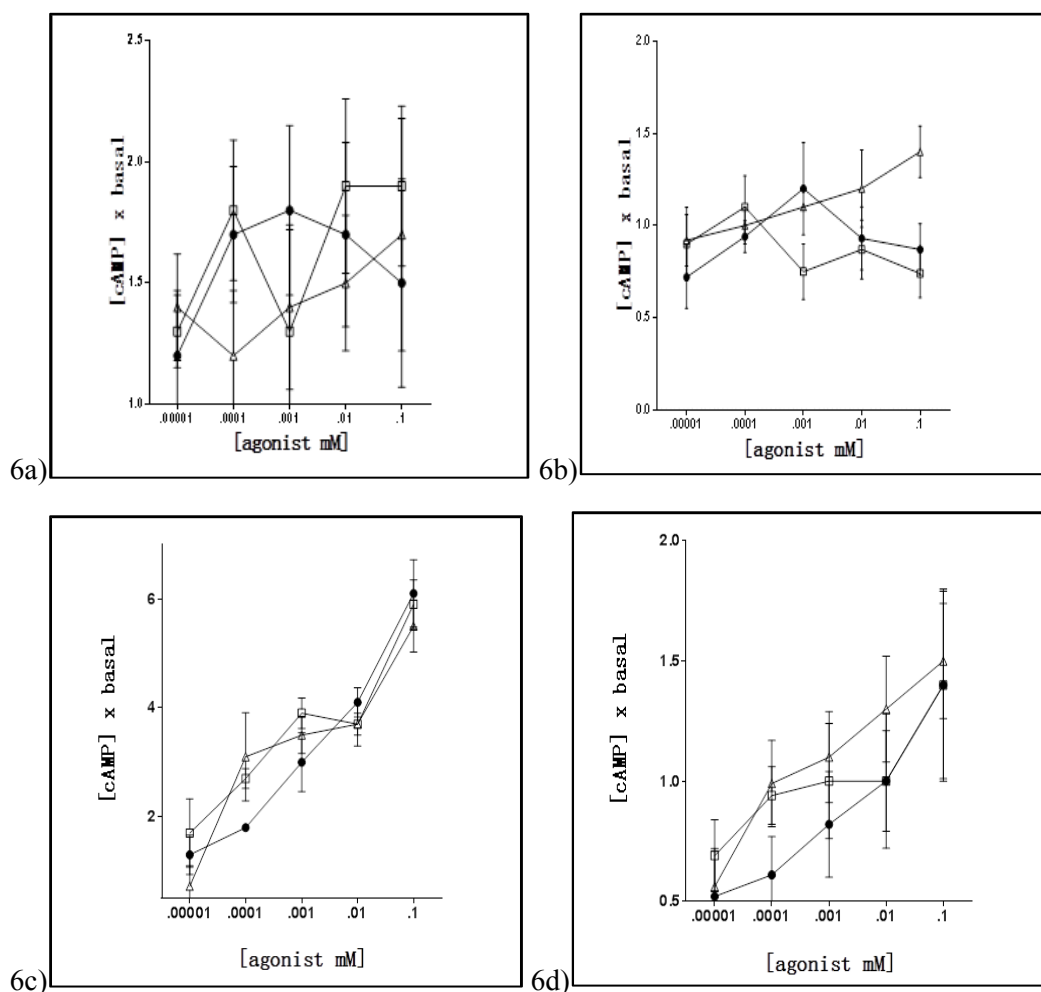 2.5
2.0
1.5
1.0
[cAMP] x basal
.00001 .0001 .001 .01 .1
[agonist mM]
6a)
2.0
1.5
1.0
0.5
0.0
[cAMP] x basal
.00001 .0001 .001 .01 .1
[agonist mM]
6b)
6
4
2
[cAMP] x basal
.00001 .0001 .001 .01 .1
[agonist mM]
6c)
2.0
1.5
1.0
0.5
[cAMP] x basal
.00001 .0001 .001 .01 .1
[agonist mM]
6d)